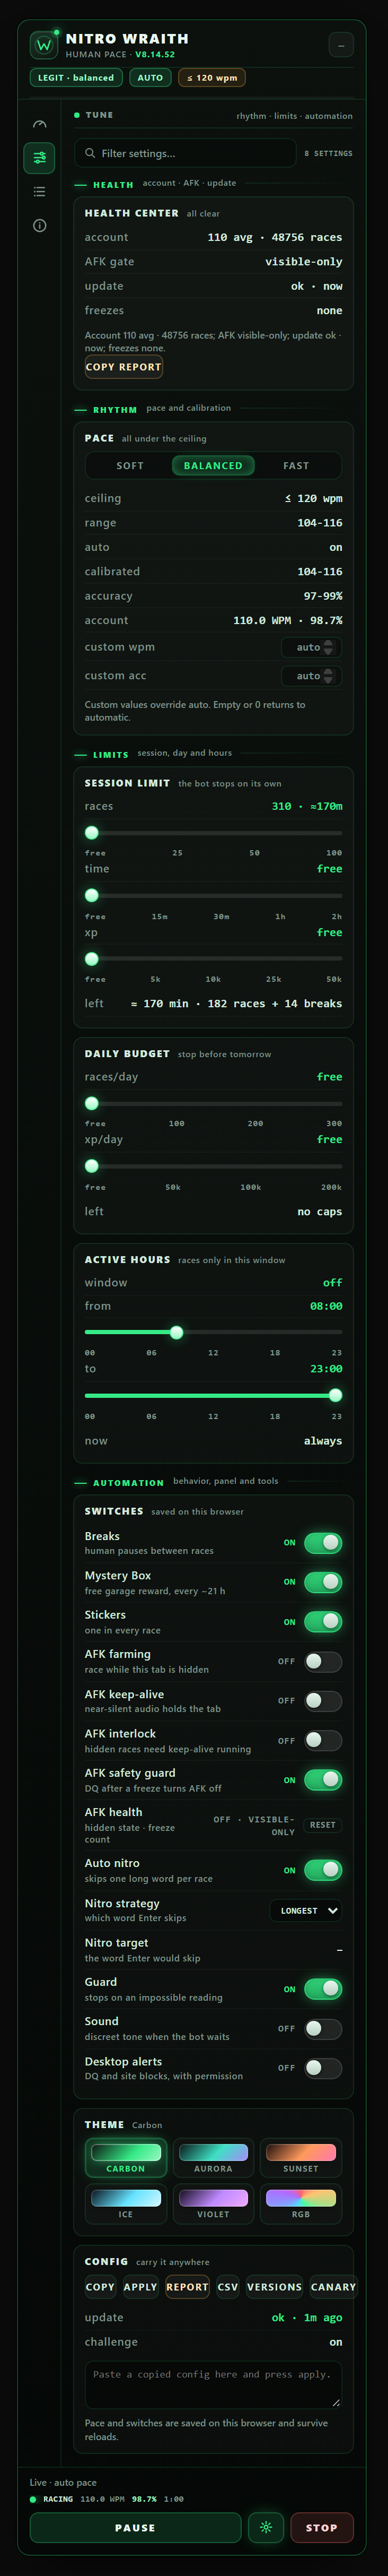 NITRO WRAITH
HUMAN PACE · V8.14.52
–
LEGIT · balanced
AUTO
≤ 120 wpm
TUNE
rhythm · limits · automation
Filter settings...
8 SETTINGS
HEALTH account · AFK · update
HEALTH CENTER all clear
account 110 avg · 48756 races
AFK gate visible-only
update ok · now
freezes none
Account 110 avg · 48756 races; AFK visible-only; update ok ·
now; freezes none.
COPY REPORT
RHYTHM pace and calibration
PACE all under the ceiling
SOFT BALANCED FAST
ceiling ≤ 120 wpm
range 104-116
auto on
calibrated 104-116
accuracy 97-99%
account 110.0 WPM · 98.7%
custom wpm auto
custom acc auto
Custom values override auto. Empty or 0 returns to
automatic.
LIMITS session, day and hours
SESSION LIMIT the bot stops on its own
races 310 · ≈170m
free 25 50 100
time free
free 15m 30m 1h 2h
xp free
free 5k 10k 25k 50k
left ≈ 170 min · 182 races + 14 breaks
DAILY BUDGET stop before tomorrow
races/day free
free 100 200 300
xp/day free
free 50k 100k 200k
left no caps
ACTIVE HOURS races only in this window
window off
from 08:00
00 06 12 18 23
to 23:00
00 06 12 18 23
now always
AUTOMATION behavior, panel and tools
SWITCHES saved on this browser
Breaks ON
human pauses between races
Mystery Box ON
free garage reward, every ~21 h
Stickers ON
one in every race
AFK farming OFF
race while this tab is hidden
AFK keep-alive OFF
near-silent audio holds the tab
AFK interlock OFF
hidden races need keep-alive running
AFK safety guard ON
DQ after a freeze turns AFK off
AFK health
hidden state · freeze
count
OFF · VISIBLE-
ONLY
RESET
Auto nitro ON
skips one long word per race
Nitro strategy LONGEST
which word Enter skips
Nitro target –
the word Enter would skip
Guard ON
stops on an impossible reading
Sound OFF
discreet tone when the bot waits
Desktop alerts OFF
DQ and site blocks, with permission
THEME Carbon
CARBON AURORA SUNSET
ICE VIOLET RGB
CONFIG carry it anywhere
COPY APPLY REPORT CSV VERSIONS CANARY
update ok · 1m ago
challenge on
Paste a copied config here and press apply.
Pace and switches are saved on this browser and survive
reloads.
Live · auto pace
RACING 110.0 WPM 98.7% 1:00
PAUSE
STOP